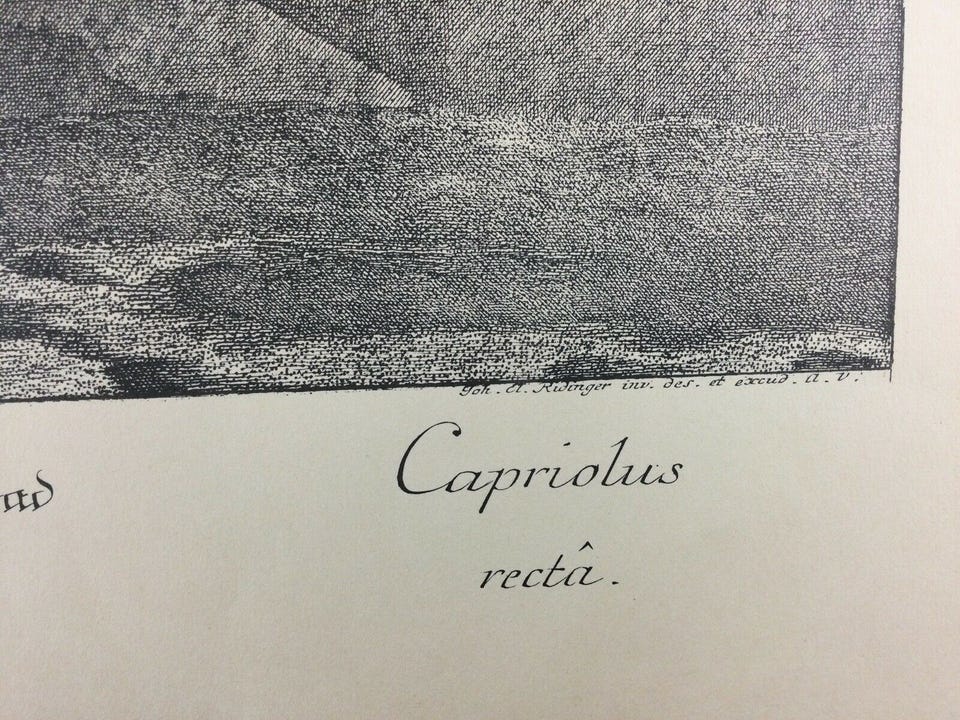 Joh. El. Ridinger inv. des. et excud. A. V.
Capriolus
rectâ.